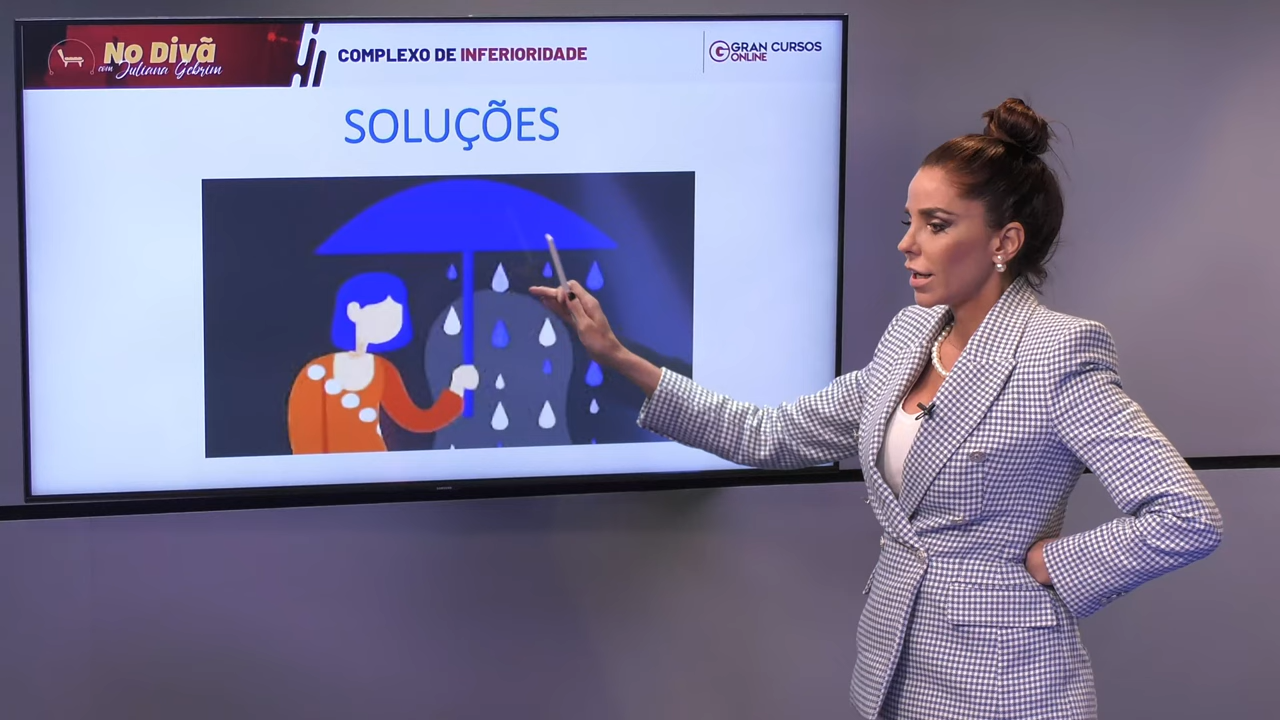 No Divã
com Juliana Gebrim
COMPLEXO DE INFERIORIDADE
GRAN CURSOS
ONLINE
SOLUÇÕES